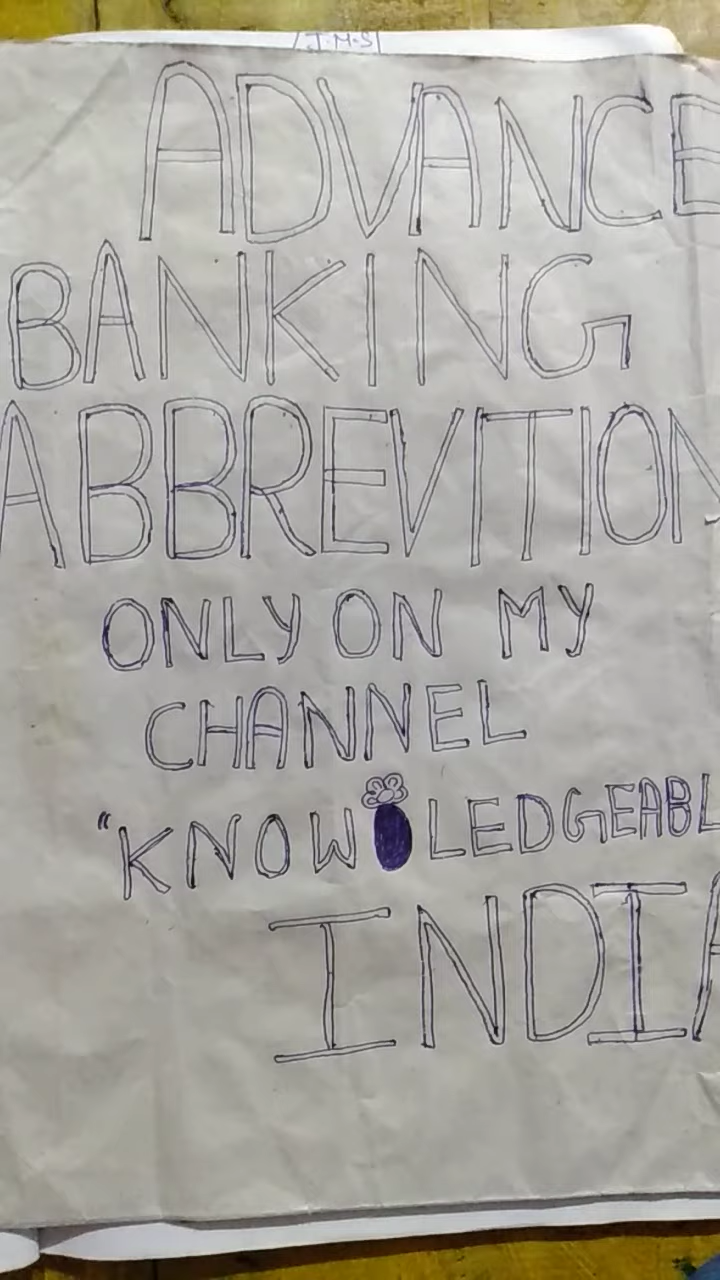 J.M.S
ADVANCE
BANKING
ABBREVITION
ONLY ON MY
CHANNEL
"KNOWLEDGEABL
INDIA